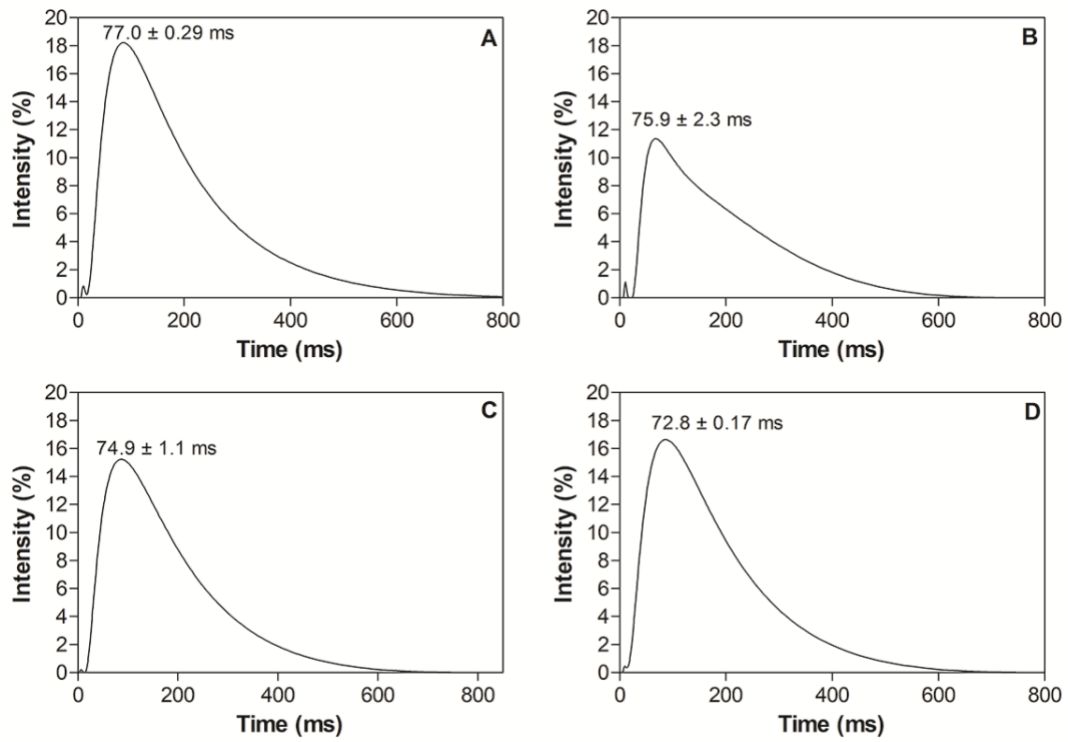 A
77.0 ± 0.29 ms
20
18
16
14
12
10
8
6
4
2
0
Intensity (%)
0 200 400 600 800
Time (ms)
B
75.9 ± 2.3 ms
20
18
16
14
12
10
8
6
4
2
0
Intensity (%)
0 200 400 600 800
Time (ms)
C
74.9 ± 1.1 ms
20
18
16
14
12
10
8
6
4
2
0
Intensity (%)
0 200 400 600 800
Time (ms)
D
72.8 ± 0.17 ms
20
18
16
14
12
10
8
6
4
2
0
Intensity (%)
0 200 400 600 800
Time (ms)